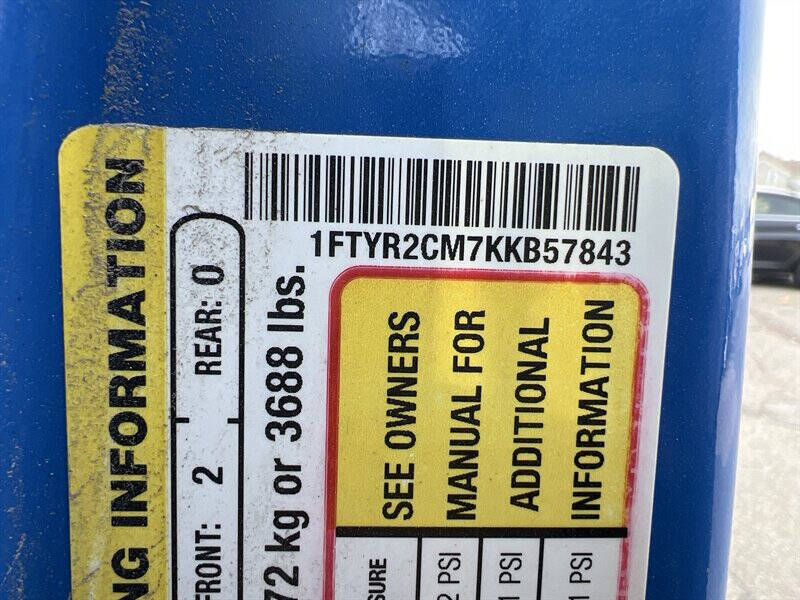 1FTYR2CM7KKB57843
NG INFORMATION
FRONT: 2 REAR: 0
72 kg or 3688 lbs.
SEE OWNERS
MANUAL FOR
ADDITIONAL
INFORMATION
SURE
2 PSI
1 PSI
1 PSI